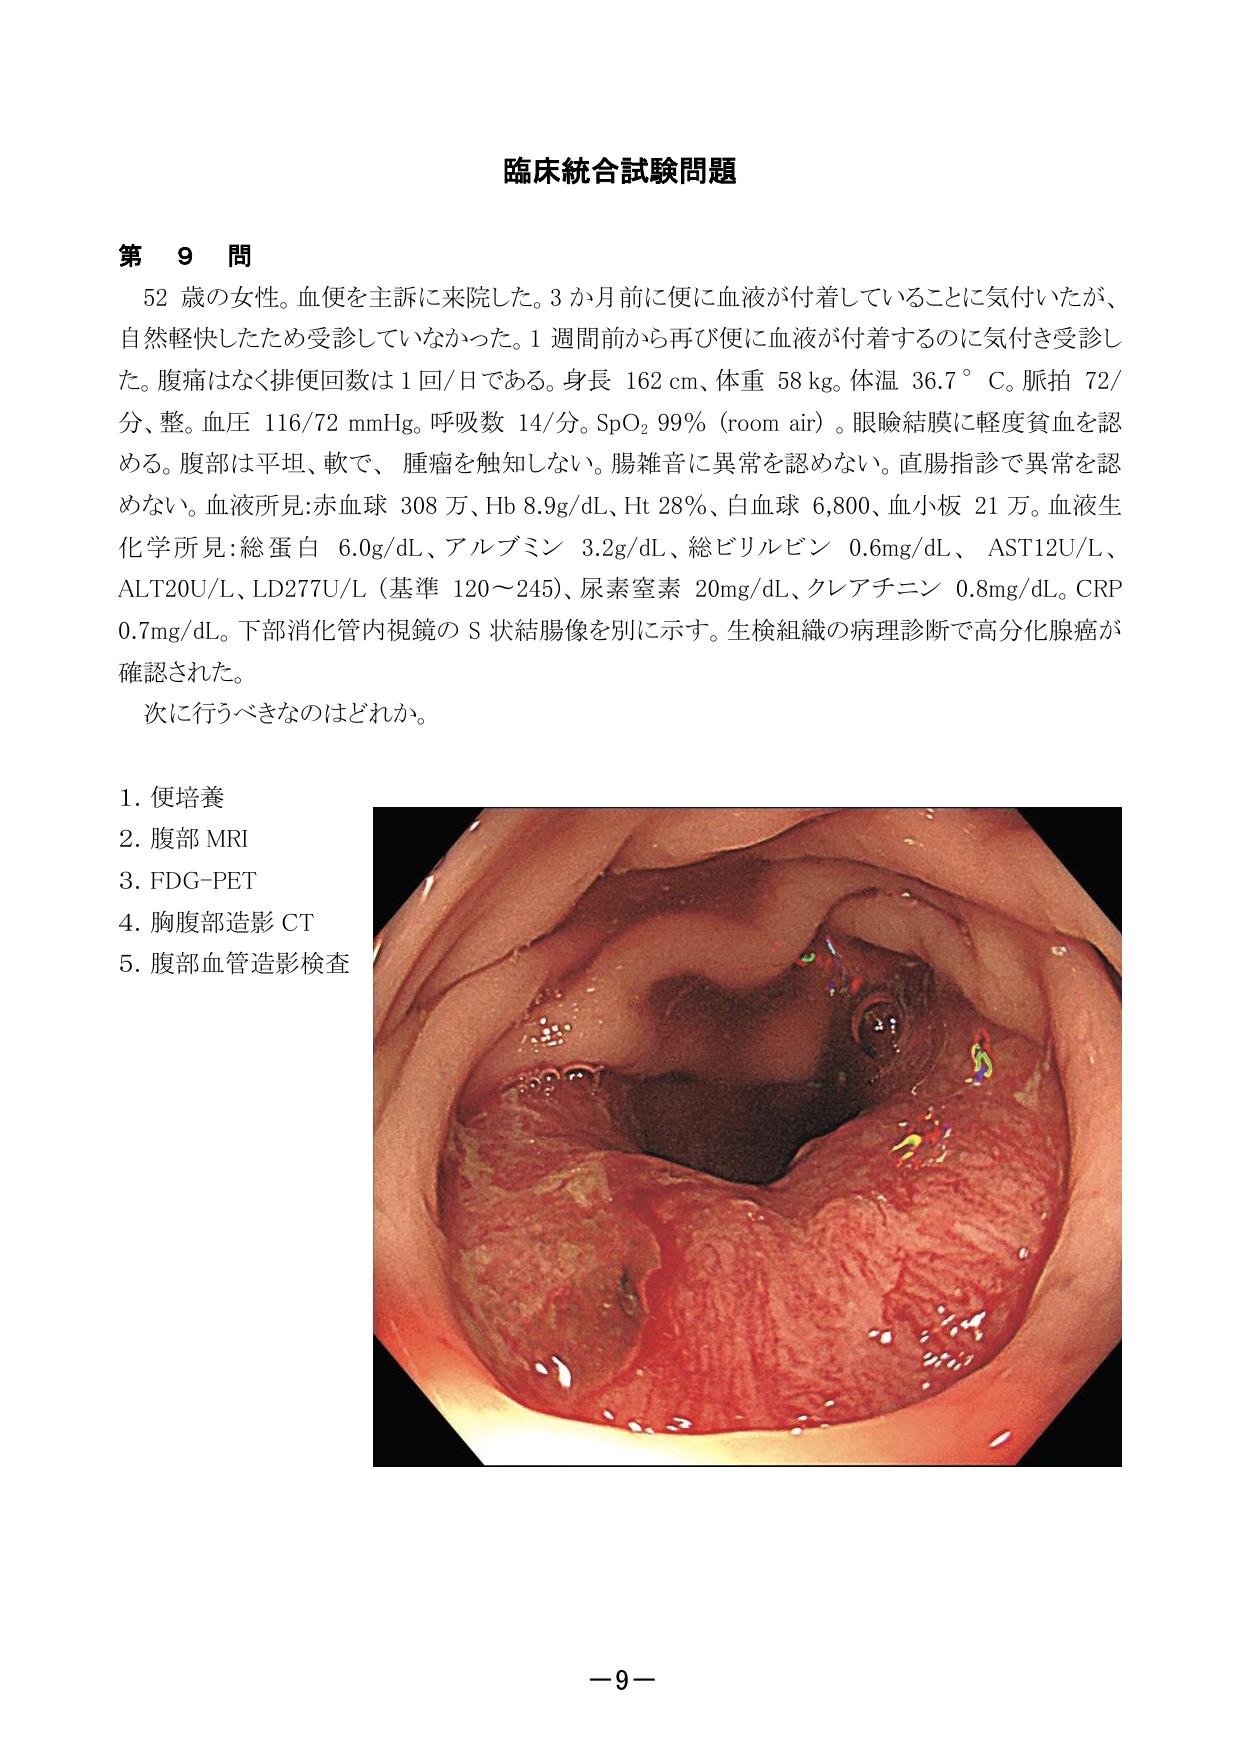 臨床統合試験問題
第 9 問
52 歳の女性。血便を主訴に来院した。3 か月前に便に血液が付着していることに気付いたが、
自然軽快したため受診していなかった。1 週間前から再び便に血液が付着するのに気付き受診し
た。腹痛はなく排便回数は 1 回/日である。身長 162 cm、体重 58 kg。体温 36.7° C。脈拍 72/
分、整。血圧 116/72 mmHg。呼吸数 14/分。SpO₂ 99% (room air) 。眼瞼結膜に軽度貧血を認
める。腹部は平坦、軟で、 腫瘤を触知しない。腸雑音に異常を認めない。直腸指診で異常を認
めない。血液所見:赤血球 308 万、Hb 8.9g/dL、Ht 28%、白血球 6,800、血小板 21 万。血液生
化学所見:総蛋白 6.0g/dL、アルブミン 3.2g/dL、総ビリルビン 0.6mg/dL、 AST12U/L、
ALT20U/L、LD277U/L (基準 120～245)、尿素窒素 20mg/dL、クレアチニン 0.8mg/dL。CRP
0.7mg/dL。下部消化管内視鏡の S 状結腸像を別に示す。生検組織の病理診断で高分化腺癌が
確認された。
次に行うべきなのはどれか。
1. 便培養
2. 腹部 MRI
3. FDG-PET
4. 胸腹部造影 CT
5. 腹部血管造影検査
－9－